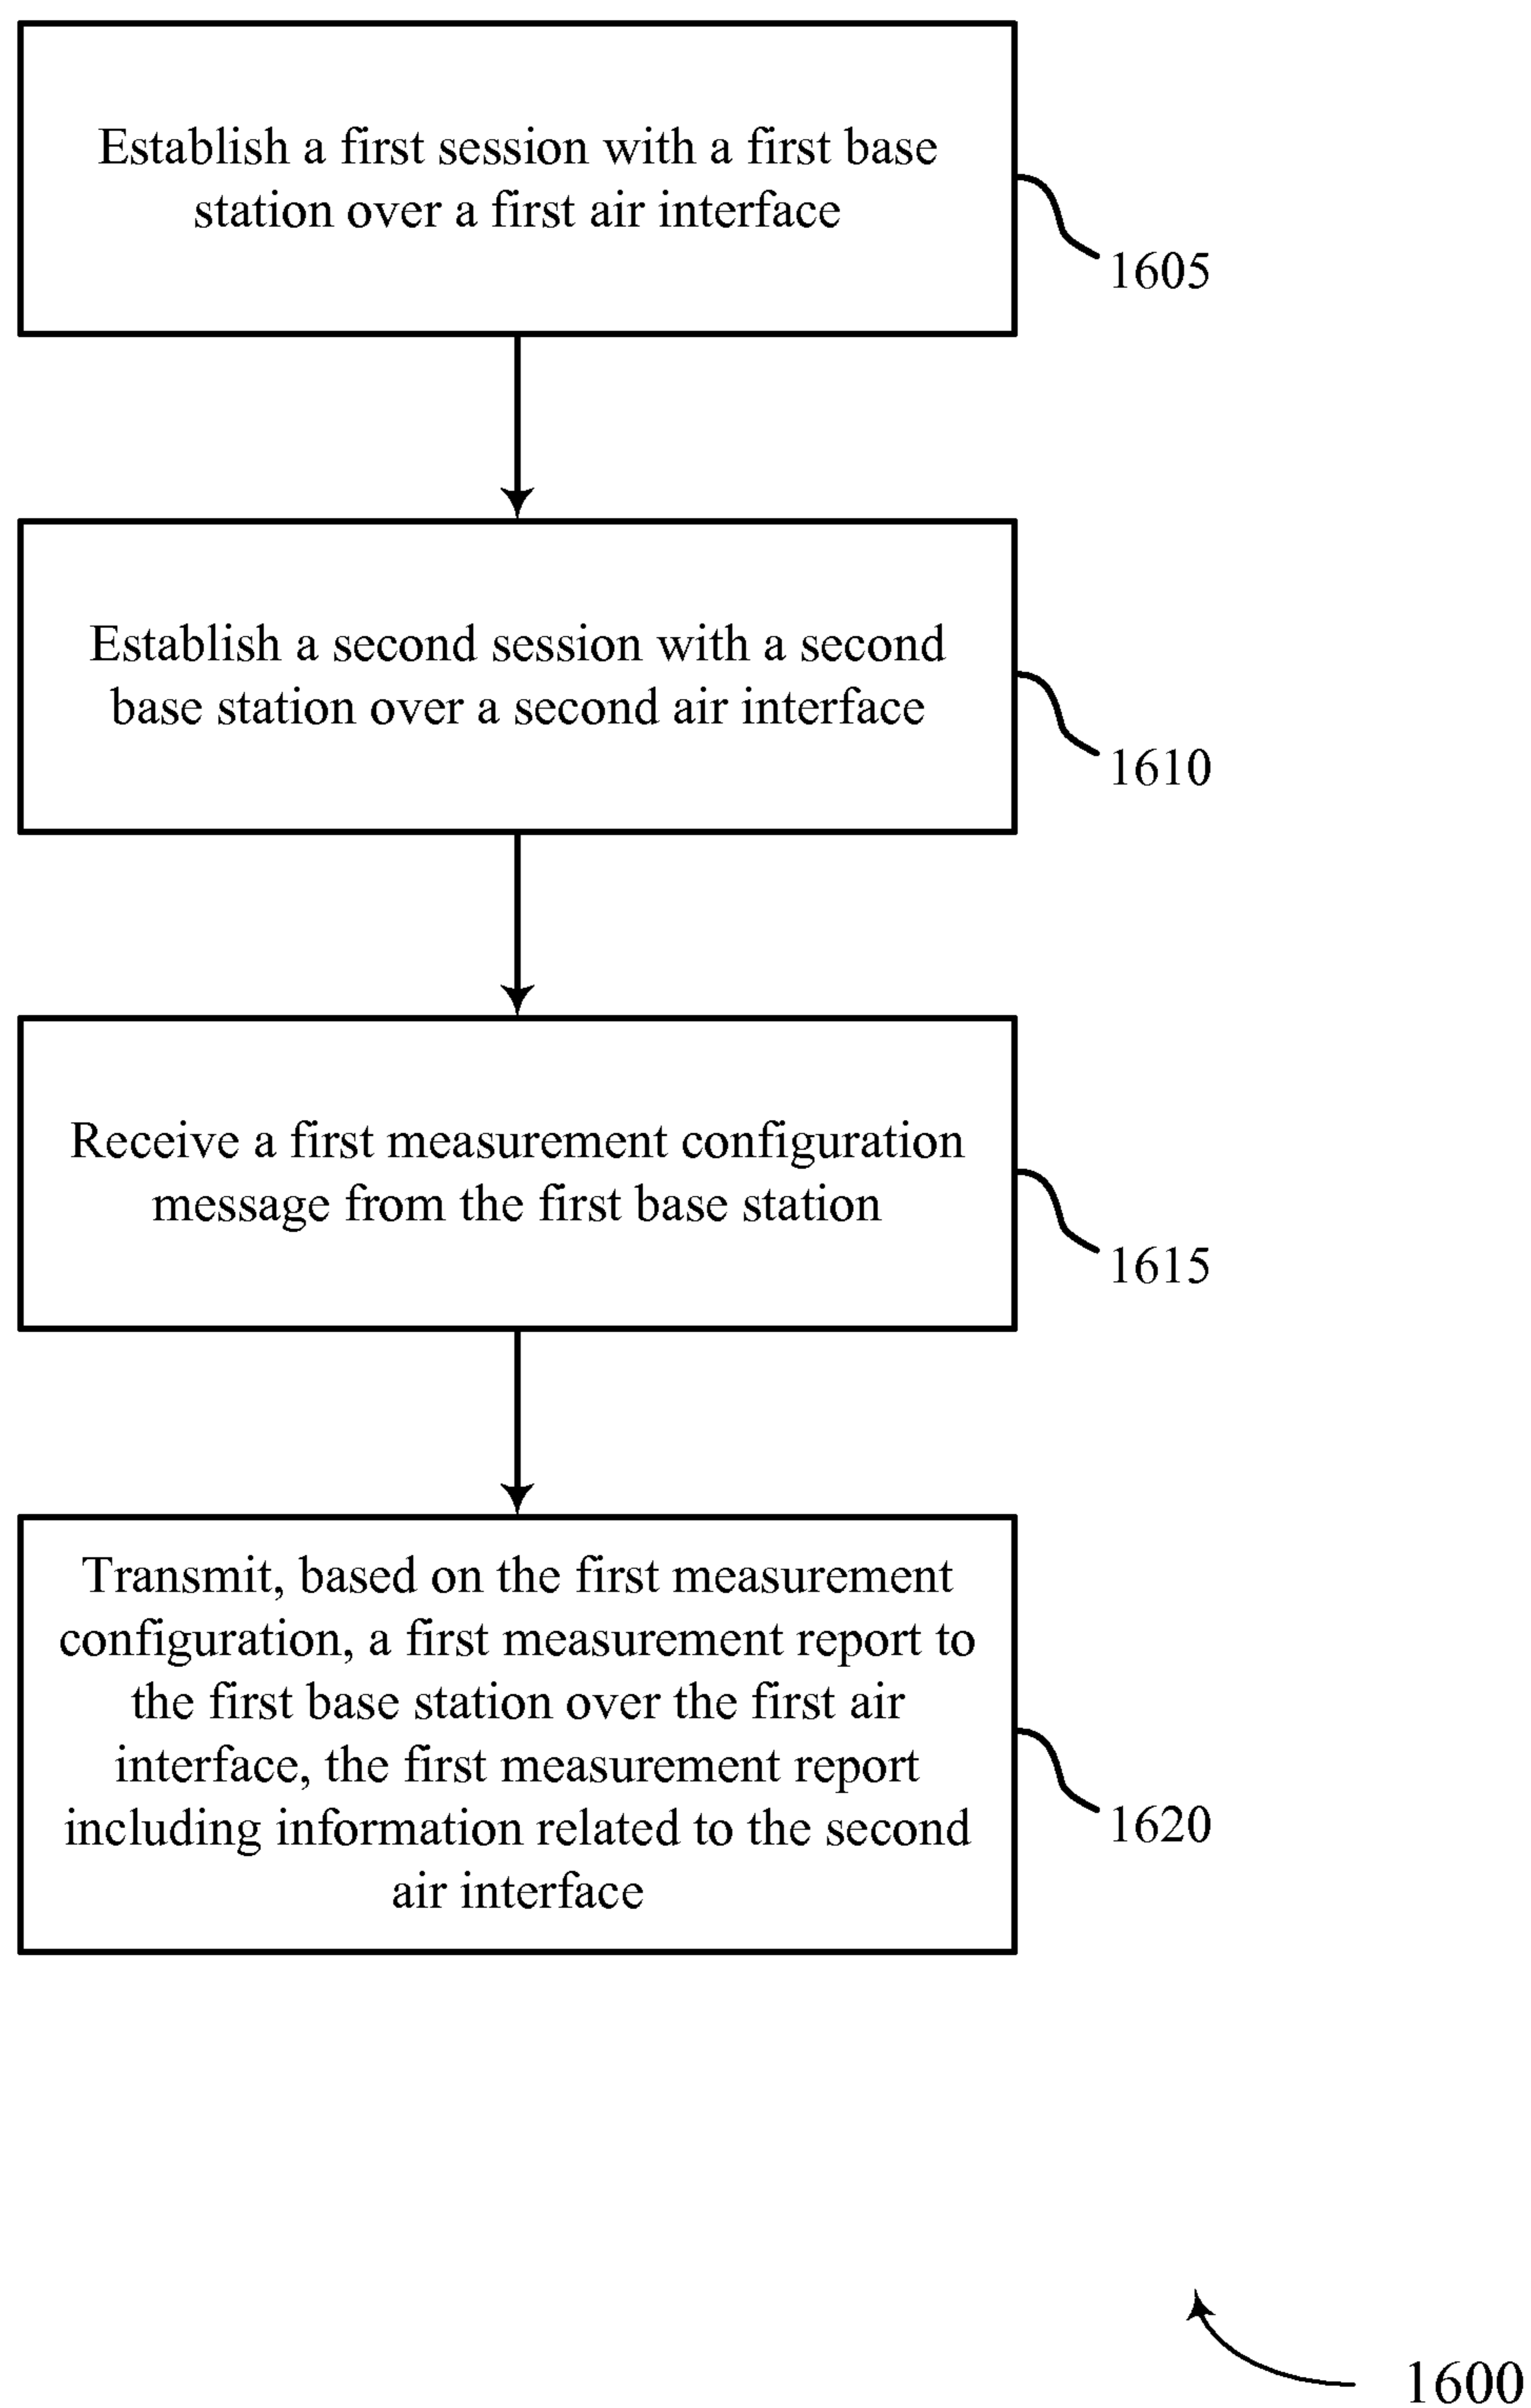 Establish a first session with a first base
station over a first air interface
1605
Establish a second session with a second
base station over a second air interface
1610
Receive a first measurement configuration
message from the first base station
1615
Transmit, based on the first measurement
configuration, a first measurement report to
the first base station over the first air
interface, the first measurement report
including information related to the second
air interface
1620
1600